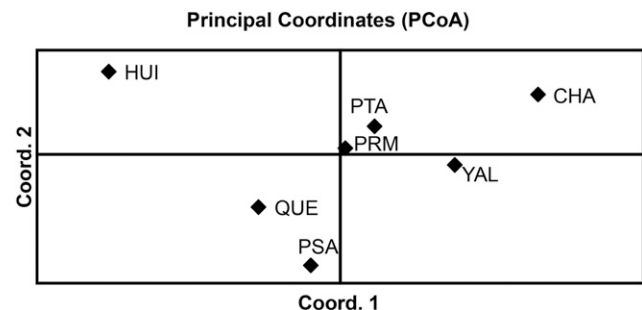 Principal Coordinates (PCoA)
HUI
CHA
PTA
PRM
YAL
QUE
PSA
Coord. 2
Coord. 1